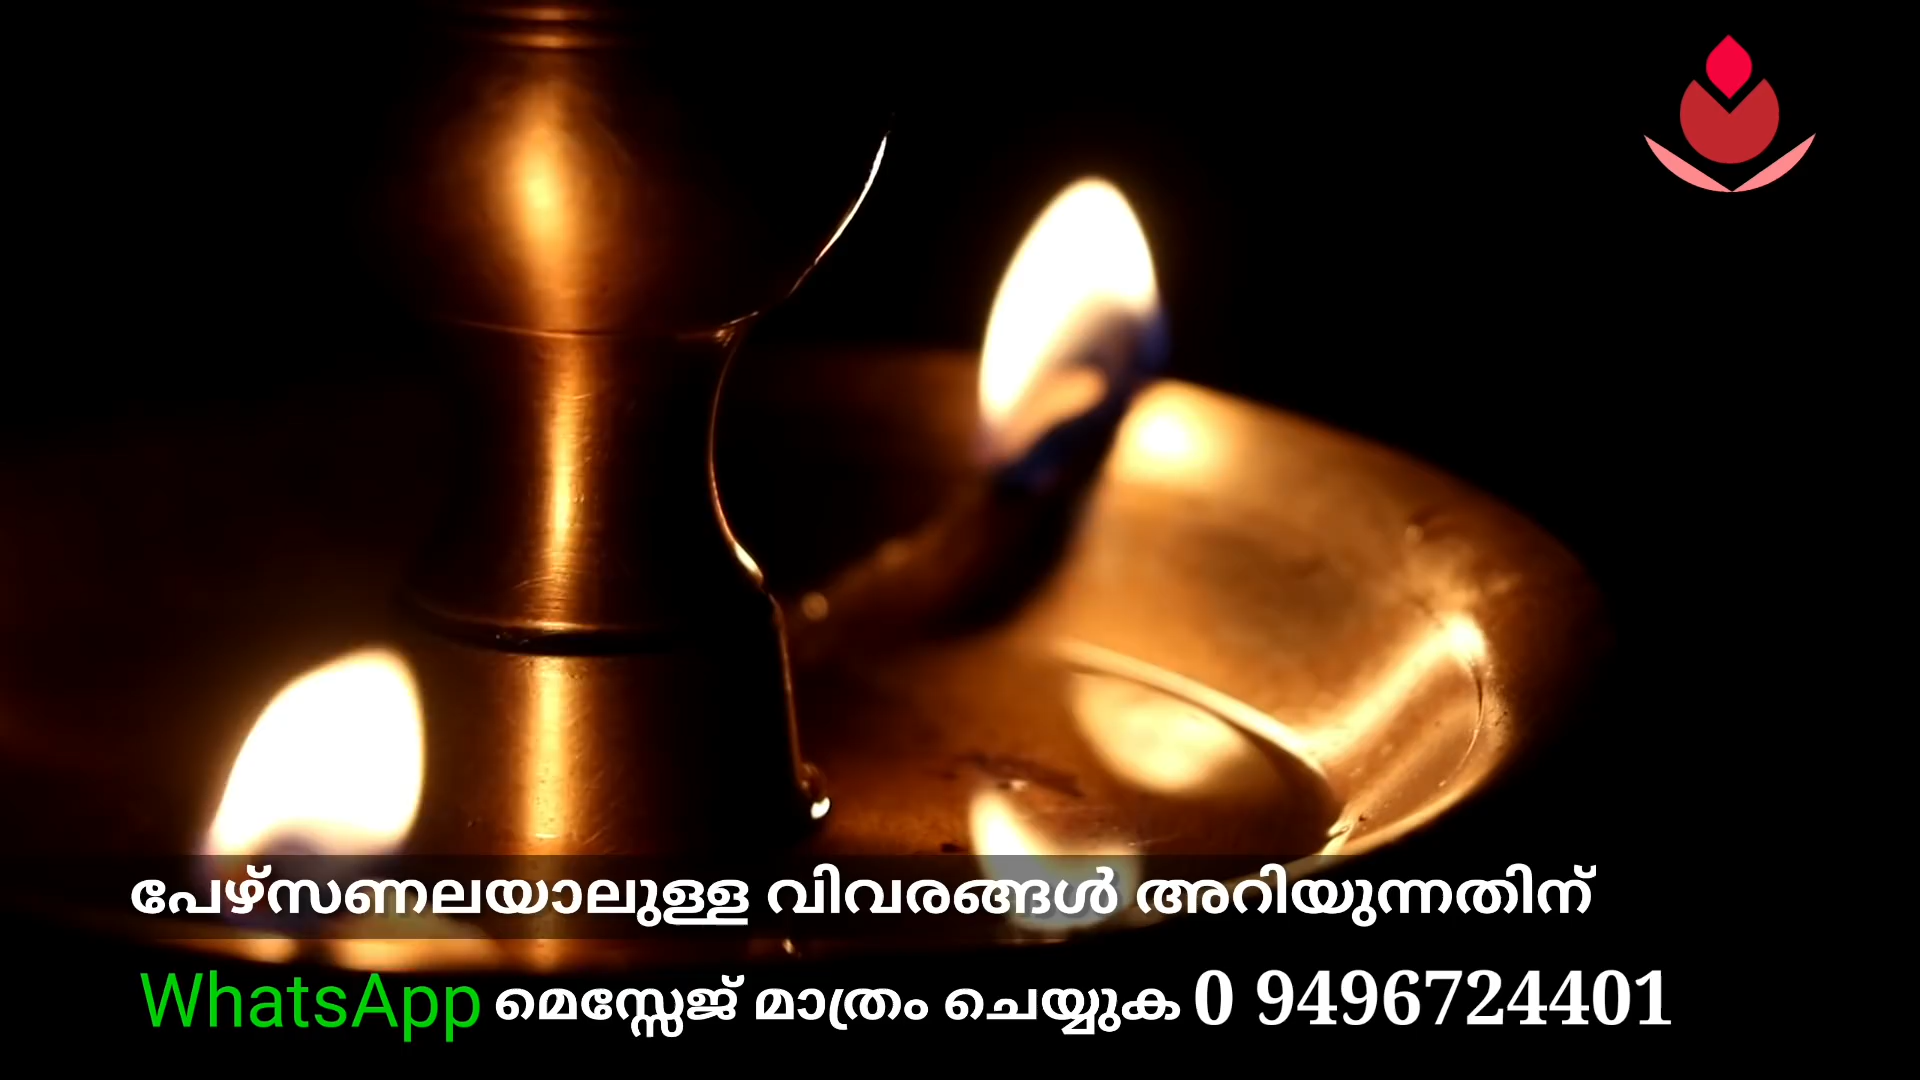 പേഴ്സണലയാലുള്ള വിവരങ്ങൾ അറിയുന്നതിന്
WhatsApp മെസ്സേജ് മാത്രം ചെയ്യുക 0 9496724401